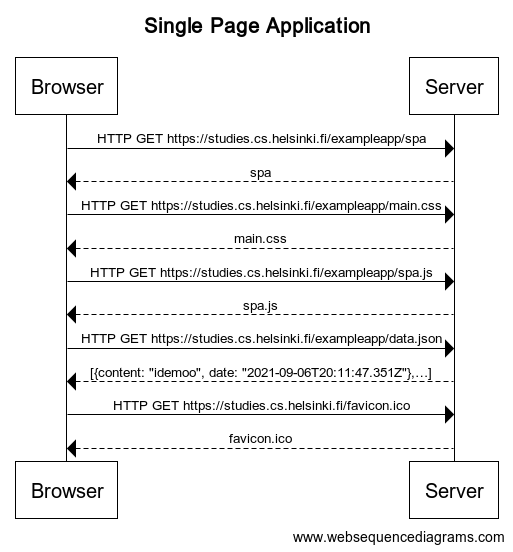 Single Page Application
Browser Server
HTTP GET https://studies.cs.helsinki.fi/exampleapp/spa
spa
HTTP GET https://studies.cs.helsinki.fi/exampleapp/main.css
main.css
HTTP GET https://studies.cs.helsinki.fi/exampleapp/spa.js
spa.js
HTTP GET https://studies.cs.helsinki.fi/exampleapp/data.json
[{content: "idemoo", date: "2021-09-06T20:11:47.351Z"},...]
HTTP GET https://studies.cs.helsinki.fi/favicon.ico
favicon.ico
Browser Server
www.websequencediagrams.com